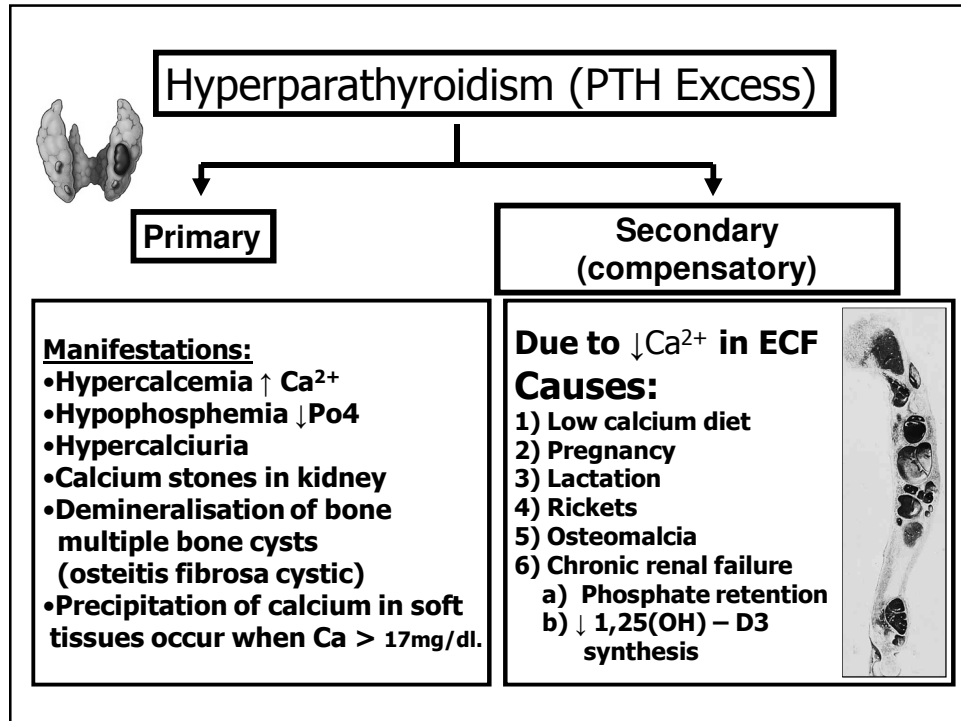 Hyperparathyroidism (PTH Excess)
Primary
Secondary
(compensatory)
Manifestations:
•Hypercalcemia ↑ Ca²⁺
•Hypophosphemia ↓Po4
•Hypercalciuria
•Calcium stones in kidney
•Demineralisation of bone
multiple bone cysts
(osteitis fibrosa cystic)
•Precipitation of calcium in soft
tissues occur when Ca > 17mg/dl.
Due to ↓Ca²⁺ in ECF
Causes:
1) Low calcium diet
2) Pregnancy
3) Lactation
4) Rickets
5) Osteomalcia
6) Chronic renal failure
a) Phosphate retention
b) ↓ 1,25(OH) – D3
synthesis